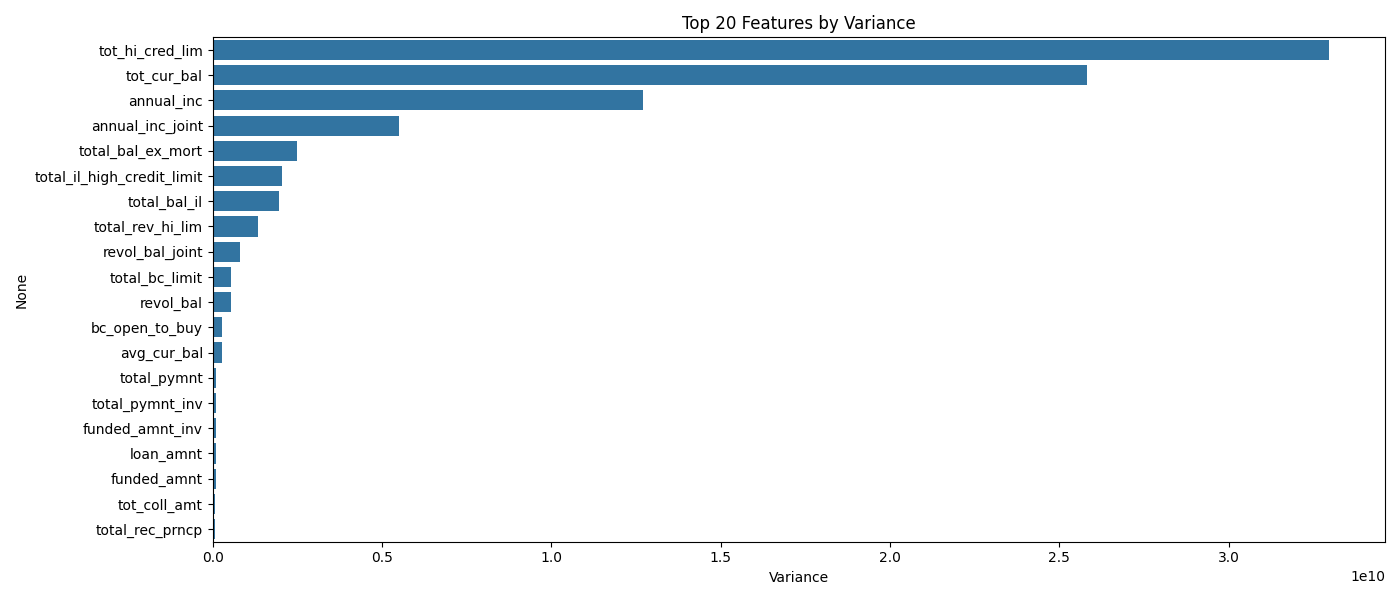 Top 20 Features by Variance
tot_hi_cred_lim
tot_cur_bal
annual_inc
annual_inc_joint
total_bal_ex_mort
total_il_high_credit_limit
total_bal_il
total_rev_hi_lim
revol_bal_joint
total_bc_limit
revol_bal
bc_open_to_buy
avg_cur_bal
total_pymnt
total_pymnt_inv
funded_amnt_inv
loan_amnt
funded_amnt
tot_coll_amt
total_rec_prncp
None
0.0 0.5 1.0 1.5 2.0 2.5 3.0
Variance
1e10